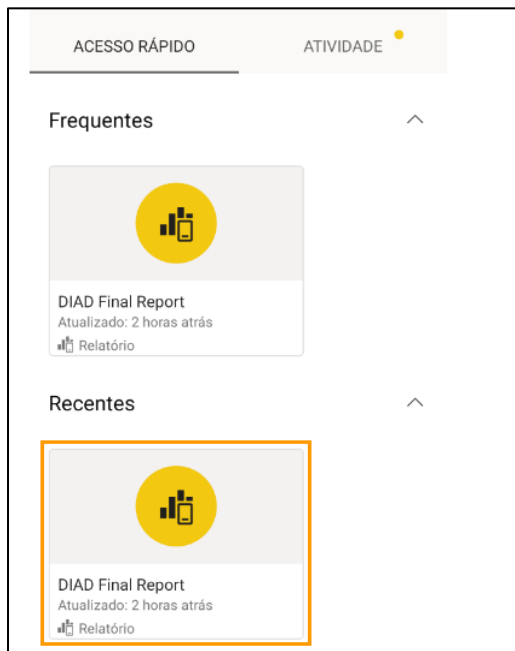 ACESSO RÁPIDO ATIVIDADE
Frequentes
DIAD Final Report
Atualizado: 2 horas atrás
Relatório
Recentes
DIAD Final Report
Atualizado: 2 horas atrás
Relatório